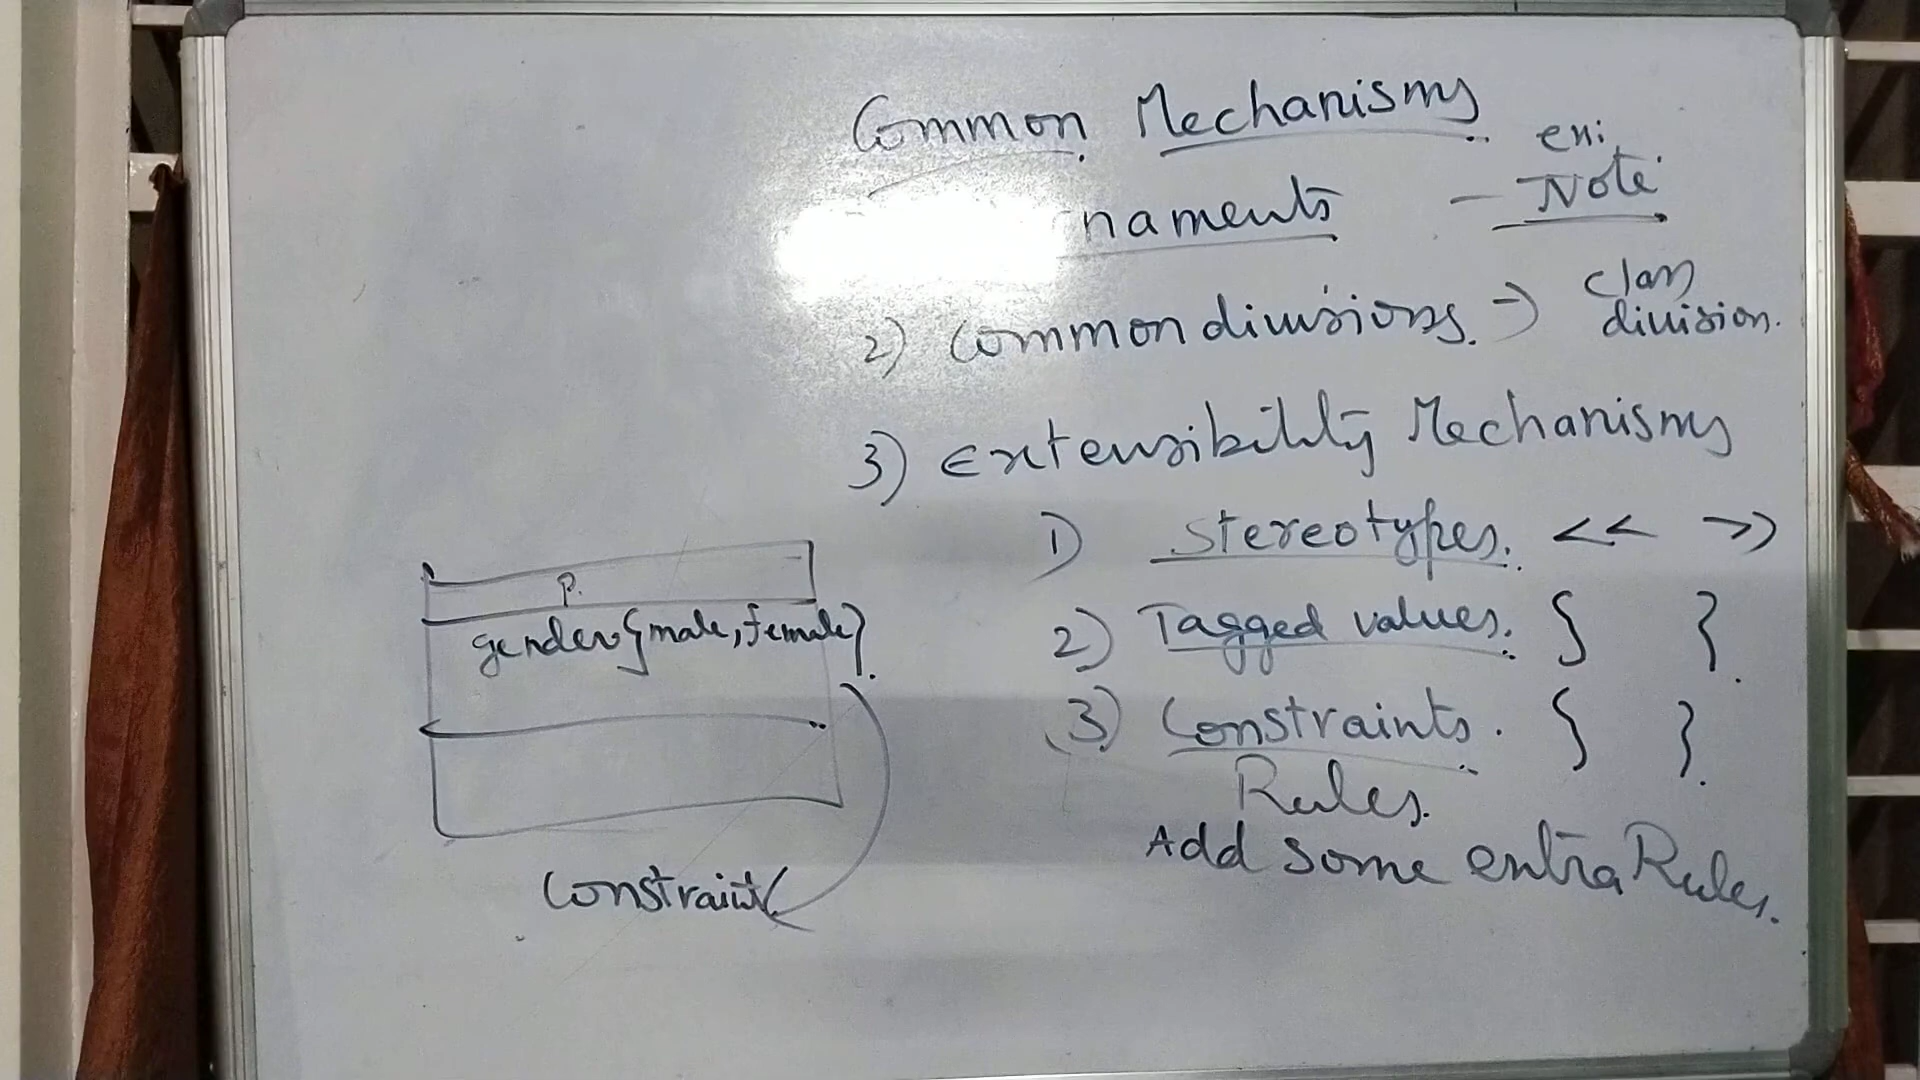 Common Mechanisms
ex:
naments - Note
2) Common divisions. → class division.
3) Extensibility Mechanisms
1) Stereotypes. << >>
2) Tagged values. { }.
3) Constraints. { }.
Rules.
Add some extra Rules.
P.
gender{male, female}.
Constraint